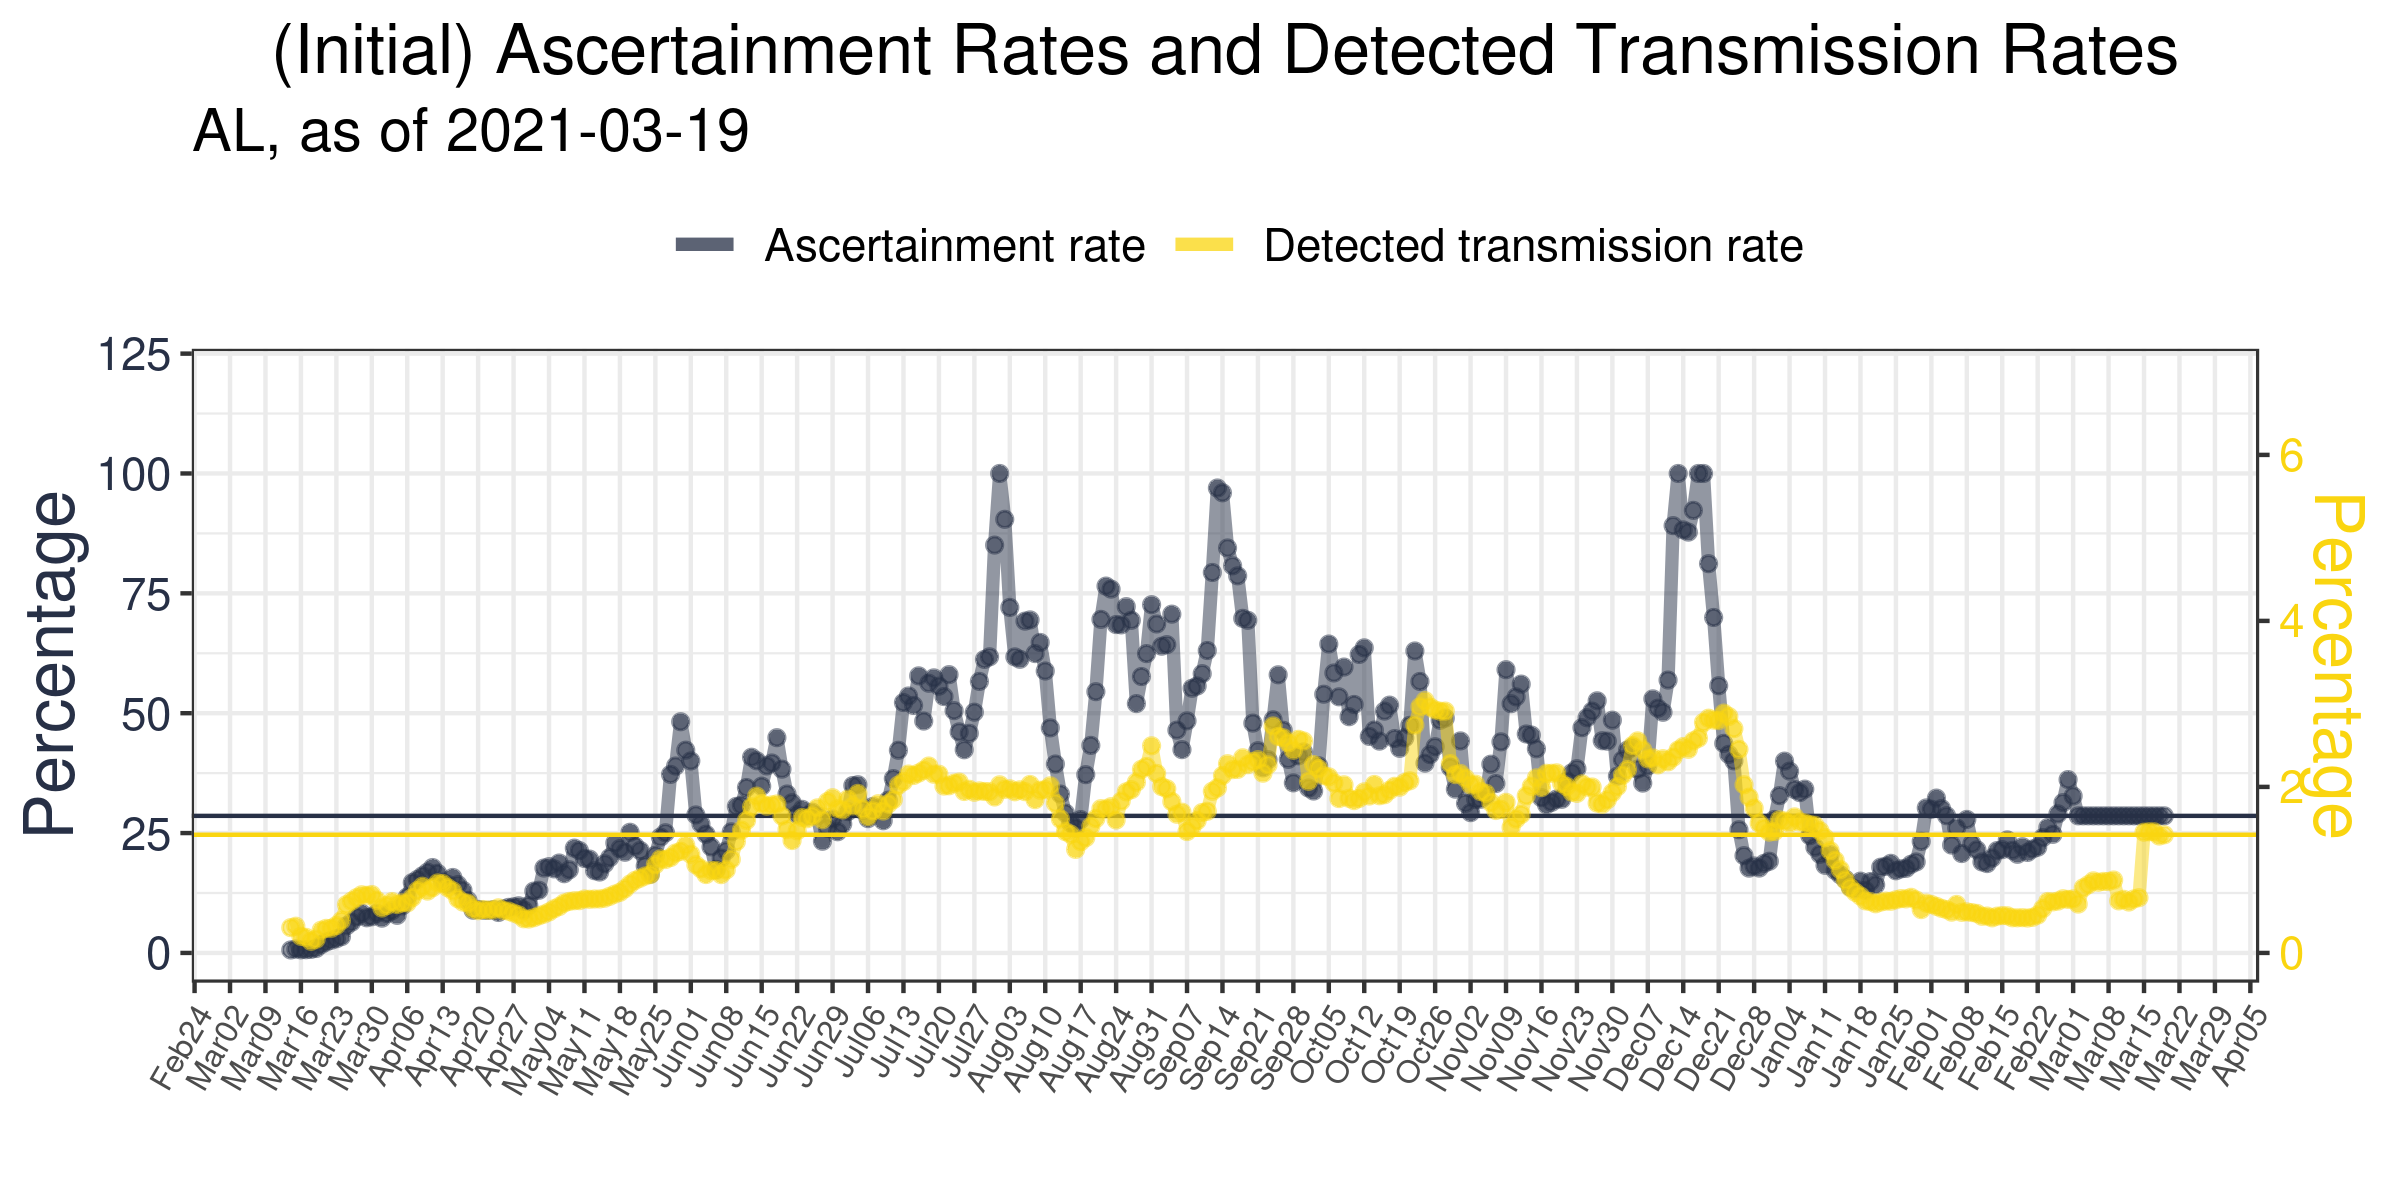 (Initial) Ascertainment Rates and Detected Transmission Rates
AL, as of 2021-03-19
Ascertainment rate
Detected transmission rate
Percentage
125
100
75
50
25
0
6
4
2
0
Percentage
Feb24
Mar02
Mar09
Mar16
Mar23
Mar30
Apr06
Apr13
Apr20
Apr27
May04
May11
May18
May25
Jun01
Jun08
Jun15
Jun22
Jun29
Jul06
Jul13
Jul20
Jul27
Aug03
Aug10
Aug17
Aug24
Aug31
Sep07
Sep14
Sep21
Sep28
Oct05
Oct12
Oct19
Oct26
Nov02
Nov09
Nov16
Nov23
Nov30
Dec07
Dec14
Dec21
Dec28
Jan04
Jan11
Jan18
Jan25
Feb01
Feb08
Feb15
Feb22
Mar01
Mar08
Mar15
Mar22
Mar29
Apr05